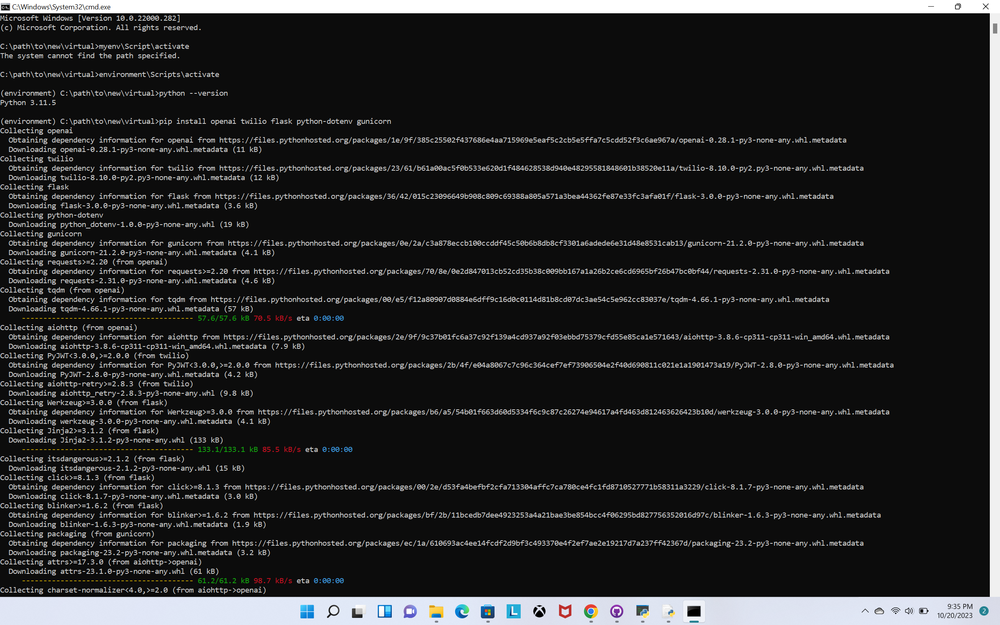 C:\Windows\System32\cmd.exe
Microsoft Windows [Version 10.0.22000.282]
(c) Microsoft Corporation. All rights reserved.
C:\path\to\new\virtual>myenv\Script\activate
The system cannot find the path specified.
C:\path\to\new\virtual>environment\Scripts\activate
(environment) C:\path\to\new\virtual>python --version
Python 3.11.5
(environment) C:\path\to\new\virtual>pip install openai twilio flask python-dotenv gunicorn
Collecting openai
  Obtaining dependency information for openai from https://files.pythonhosted.org/packages/1e/9f/385c25502f437686e4aa715969e5eaf5c2cb5e5ffa7c5cdd52f3c6ae967a/openai-0.28.1-py3-none-any.whl.metadata
  Downloading openai-0.28.1-py3-none-any.whl.metadata (11 kB)
Collecting twilio
  Obtaining dependency information for twilio from https://files.pythonhosted.org/packages/23/61/b61a00ac5f0b533e620d1f484628538d940e48295581848601b38520e11a/twilio-8.10.0-py2.py3-none-any.whl.metadata
  Downloading twilio-8.10.0-py2.py3-none-any.whl.metadata (12 kB)
Collecting flask
  Obtaining dependency information for flask from https://files.pythonhosted.org/packages/36/42/015c23096649b908c809c69388a805a571a3bea44362fe87e33fc3afa01f/flask-3.0.0-py3-none-any.whl.metadata
  Downloading flask-3.0.0-py3-none-any.whl.metadata (3.6 kB)
Collecting python-dotenv
  Downloading python_dotenv-1.0.0-py3-none-any.whl (19 kB)
Collecting gunicorn
  Obtaining dependency information for gunicorn from https://files.pythonhosted.org/packages/0e/2a/c3a878eccb100ccddf45c50b6b8db8cf3301a6adede6e31d48e8531cab13/gunicorn-21.2.0-py3-none-any.whl.metadata
  Downloading gunicorn-21.2.0-py3-none-any.whl.metadata (4.1 kB)
Collecting requests>=2.20 (from openai)
  Obtaining dependency information for requests>=2.20 from https://files.pythonhosted.org/packages/70/8e/0e2d847013cb52cd35b38c009bb167a1a26b2ce6cd6965bf26b47bc0bf44/requests-2.31.0-py3-none-any.whl.metadata
  Downloading requests-2.31.0-py3-none-any.whl.metadata (4.6 kB)
Collecting tqdm (from openai)
  Obtaining dependency information for tqdm from https://files.pythonhosted.org/packages/00/e5/f12a80907d0884e6dff9c16d0c0114d81b8cd07dc3ae54c5e962cc83037e/tqdm-4.66.1-py3-none-any.whl.metadata
  Downloading tqdm-4.66.1-py3-none-any.whl.metadata (57 kB)
     ---------------------------------------- 57.6/57.6 kB 70.5 kB/s eta 0:00:00
Collecting aiohttp (from openai)
  Obtaining dependency information for aiohttp from https://files.pythonhosted.org/packages/2e/9f/9c37b01fc6a37c92f139a4cd937a92f03ebbd75379cfd55e85ca1e571643/aiohttp-3.8.6-cp311-cp311-win_amd64.whl.metadata
  Downloading aiohttp-3.8.6-cp311-cp311-win_amd64.whl.metadata (7.9 kB)
Collecting PyJWT<3.0.0,>=2.0.0 (from twilio)
  Obtaining dependency information for PyJWT<3.0.0,>=2.0.0 from https://files.pythonhosted.org/packages/2b/4f/e04a8067c7c96c364cef7ef73906504e2f40d690811c021e1a1901473a19/PyJWT-2.8.0-py3-none-any.whl.metadata
  Downloading PyJWT-2.8.0-py3-none-any.whl.metadata (4.2 kB)
Collecting aiohttp-retry>=2.8.3 (from twilio)
  Downloading aiohttp_retry-2.8.3-py3-none-any.whl (9.8 kB)
Collecting Werkzeug>=3.0.0 (from flask)
  Obtaining dependency information for Werkzeug>=3.0.0 from https://files.pythonhosted.org/packages/b6/a5/54b01f663d60d5334f6c9c87c26274e94617a4fd463d812463626423b10d/werkzeug-3.0.0-py3-none-any.whl.metadata
  Downloading werkzeug-3.0.0-py3-none-any.whl.metadata (4.1 kB)
Collecting Jinja2>=3.1.2 (from flask)
  Downloading Jinja2-3.1.2-py3-none-any.whl (133 kB)
     ---------------------------------------- 133.1/133.1 kB 85.5 kB/s eta 0:00:00
Collecting itsdangerous>=2.1.2 (from flask)
  Downloading itsdangerous-2.1.2-py3-none-any.whl (15 kB)
Collecting click>=8.1.3 (from flask)
  Obtaining dependency information for click>=8.1.3 from https://files.pythonhosted.org/packages/00/2e/d53fa4befbf2cfa713304affc7ca780ce4fc1fd8710527771b58311a3229/click-8.1.7-py3-none-any.whl.metadata
  Downloading click-8.1.7-py3-none-any.whl.metadata (3.0 kB)
Collecting blinker>=1.6.2 (from flask)
  Obtaining dependency information for blinker>=1.6.2 from https://files.pythonhosted.org/packages/bf/2b/11bcedb7dee4923253a4a21bae3be854bcc4f06295bd827756352016d97c/blinker-1.6.3-py3-none-any.whl.metadata
  Downloading blinker-1.6.3-py3-none-any.whl.metadata (1.9 kB)
Collecting packaging (from gunicorn)
  Obtaining dependency information for packaging from https://files.pythonhosted.org/packages/ec/1a/610693ac4ee14fcdf2d9bf3c493370e4f2ef7ae2e19217d7a237ff42367d/packaging-23.2-py3-none-any.whl.metadata
  Downloading packaging-23.2-py3-none-any.whl.metadata (3.2 kB)
Collecting attrs>=17.3.0 (from aiohttp->openai)
  Downloading attrs-23.1.0-py3-none-any.whl (61 kB)
     ---------------------------------------- 61.2/61.2 kB 98.7 kB/s eta 0:00:00
Collecting charset-normalizer<4.0,>=2.0 (from aiohttp->openai)
L
9:35 PM
10/20/2023
2